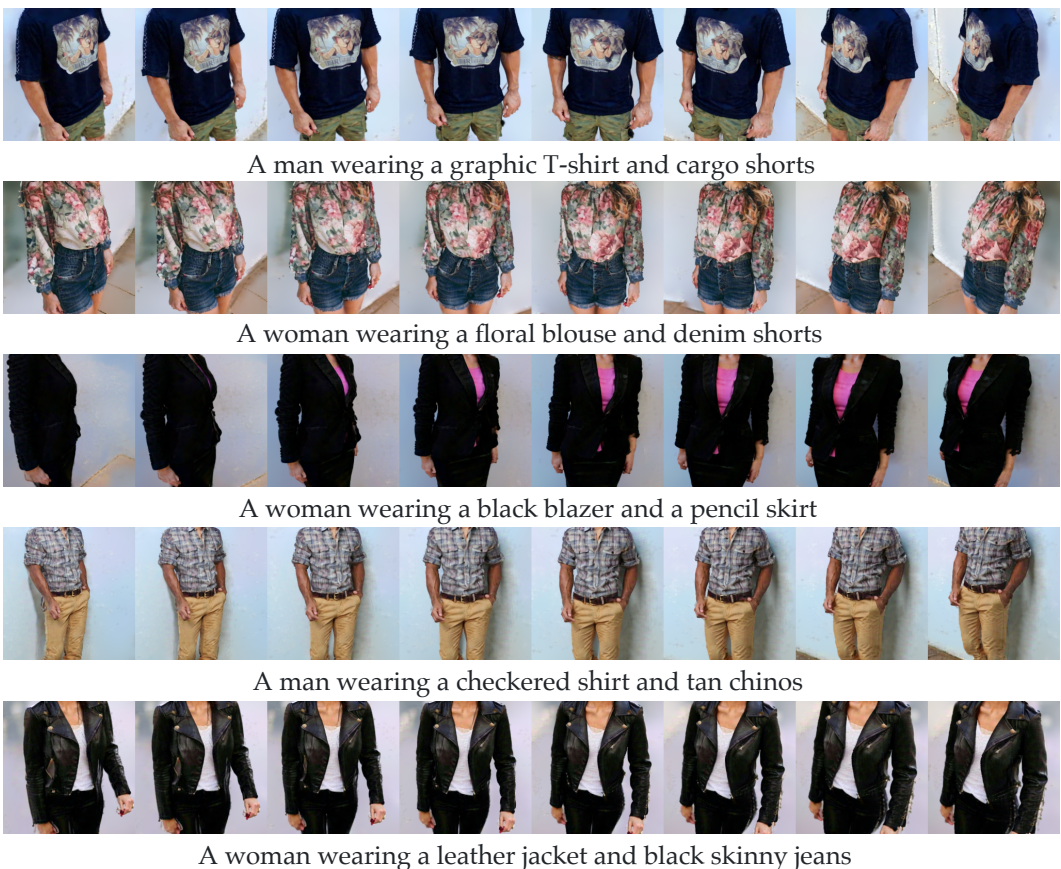 A man wearing a graphic T-shirt and cargo shorts
A woman wearing a floral blouse and denim shorts
A woman wearing a black blazer and a pencil skirt
A man wearing a checkered shirt and tan chinos
A woman wearing a leather jacket and black skinny jeans